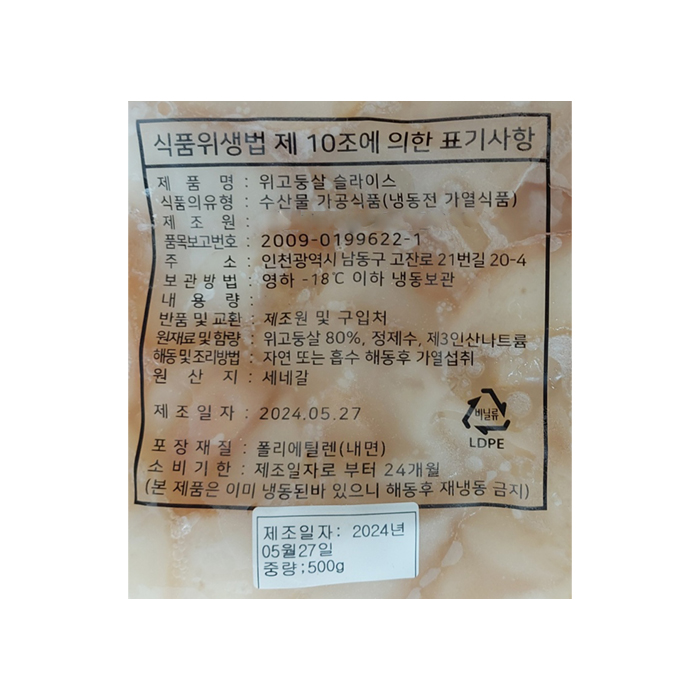 식품위생법 제 10조에 의한 표기사항
제 품 명 : 위고둥살 슬라이스
식품의유형 : 수산물 가공식품(냉동전 가열식품)
제 조 원 :
품목보고번호 : 2009-0199622-1
주 소 : 인천광역시 남동구 고잔로 21번길 20-4
보 관 방 법 : 영하 -18℃ 이하 냉동보관
내 용 량 :
반품 및 교환 : 제조원 및 구입처
원재료 및 함량 : 위고둥살 80%, 정제수, 제3인산나트륨
해동 및 조리방법 : 자연 또는 흡수 해동후 가열섭취
원 산 지 : 세네갈
제 조 일 자 : 2024.05.27
비닐류
LDPE
포 장 재 질 : 폴리에틸렌(내면)
소 비 기 한 : 제조일자로 부터 24개월
(본 제품은 이미 냉동된바 있으니 해동후 재냉동 금지)
제조일자: 2024년
05월27일
중량;500g